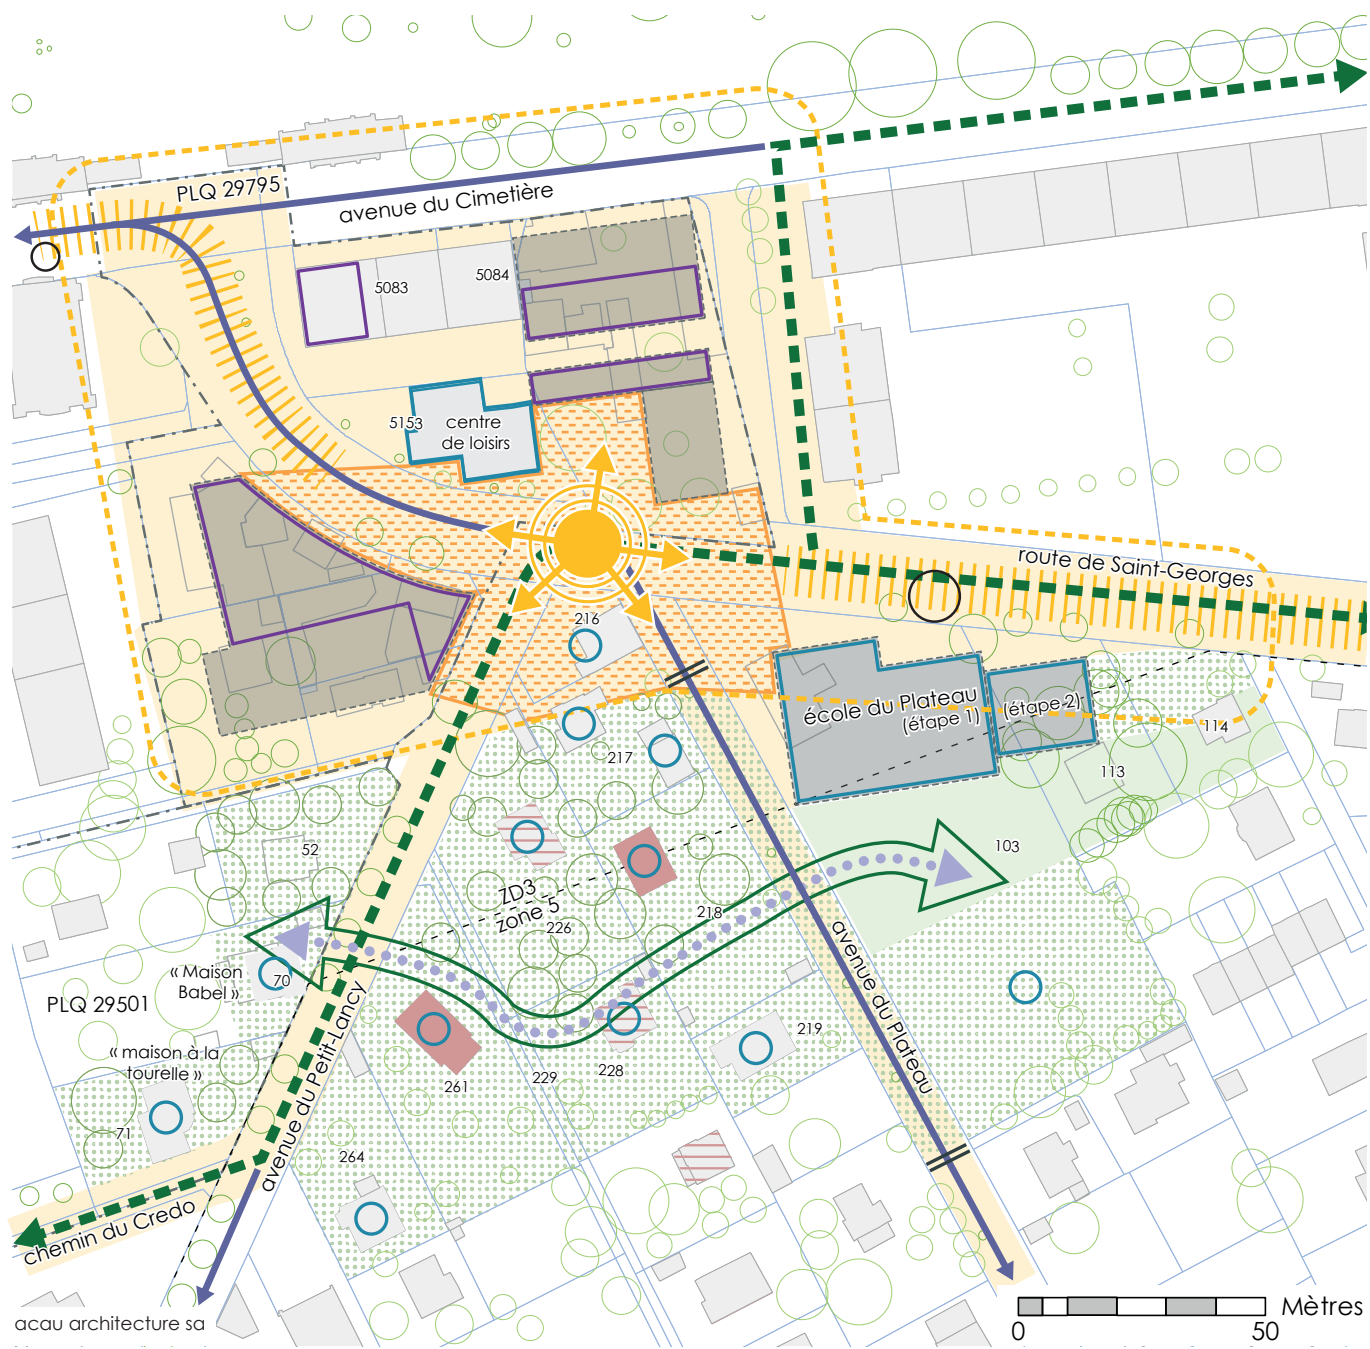 PLQ 29795
avenue du Cimetière
5083
5084
5153
centre
de loisirs
route de Saint-Georges
216
217
école du Plateau
(étape 1)
(étape 2)
114
113
103
52
ZD3
zone 5
226
218
« Maison
Babel »
70
PLQ 29501
« maison à la
tourelle »
71
avenue du Petit-Lancy
avenue du Plateau
219
261
229
228
264
chemin du Credo
acau architecture sa
Mètres
0
50